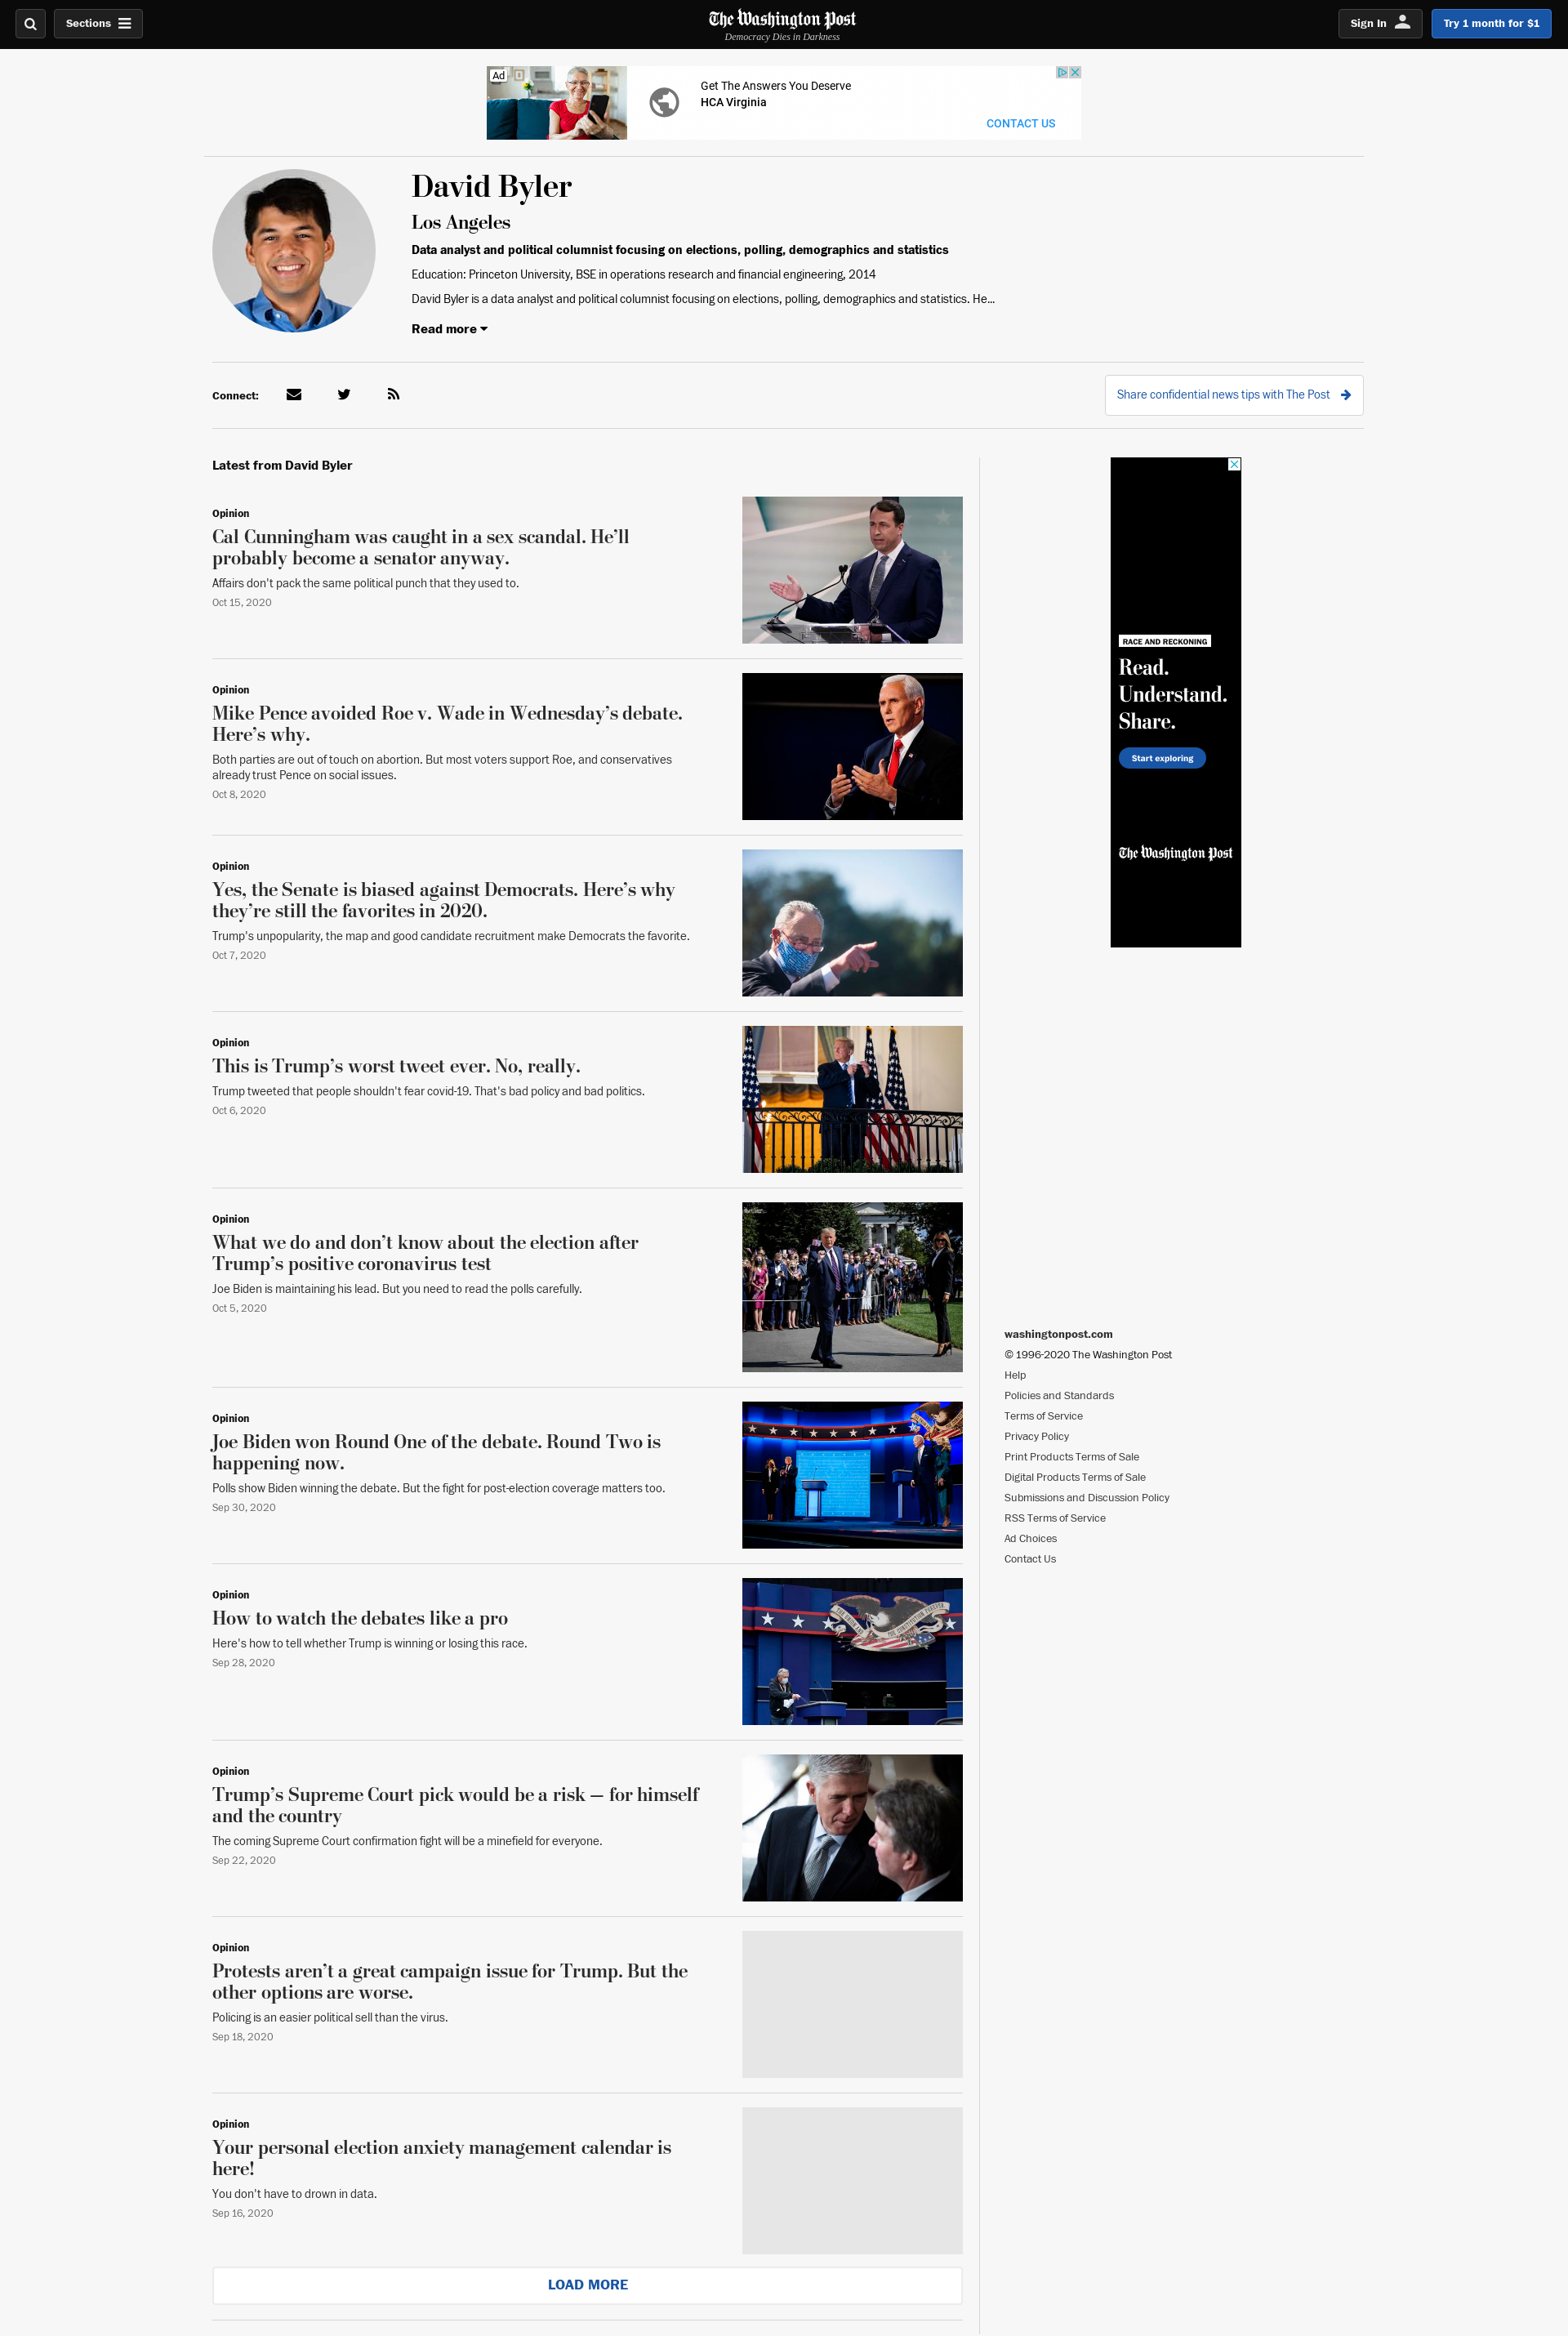 Sections
The Washington Post
Democracy Dies in Darkness
Sign In
Try 1 month for $1
Ad
Get The Answers You Deserve
HCA Virginia
CONTACT US
David Byler
Los Angeles
Data analyst and political columnist focusing on elections, polling, demographics and statistics
Education: Princeton University, BSE in operations research and financial engineering, 2014
David Byler is a data analyst and political columnist focusing on elections, polling, demographics and statistics. He...
Read more
Connect:
Share confidential news tips with The Post
Latest from David Byler
Opinion
Cal Cunningham was caught in a sex scandal. He’ll
probably become a senator anyway.
Affairs don't pack the same political punch that they used to.
Oct 15, 2020
Opinion
Mike Pence avoided Roe v. Wade in Wednesday’s debate.
Here’s why.
Both parties are out of touch on abortion. But most voters support Roe, and conservatives
already trust Pence on social issues.
Oct 8, 2020
Opinion
Yes, the Senate is biased against Democrats. Here’s why
they’re still the favorites in 2020.
Trump's unpopularity, the map and good candidate recruitment make Democrats the favorite.
Oct 7, 2020
Opinion
This is Trump’s worst tweet ever. No, really.
Trump tweeted that people shouldn't fear covid-19. That's bad policy and bad politics.
Oct 6, 2020
Opinion
What we do and don’t know about the election after
Trump’s positive coronavirus test
Joe Biden is maintaining his lead. But you need to read the polls carefully.
Oct 5, 2020
Opinion
Joe Biden won Round One of the debate. Round Two is
happening now.
Polls show Biden winning the debate. But the fight for post-election coverage matters too.
Sep 30, 2020
Opinion
How to watch the debates like a pro
Here's how to tell whether Trump is winning or losing this race.
Sep 28, 2020
Opinion
Trump’s Supreme Court pick would be a risk — for himself
and the country
The coming Supreme Court confirmation fight will be a minefield for everyone.
Sep 22, 2020
Opinion
Protests aren’t a great campaign issue for Trump. But the
other options are worse.
Policing is an easier political sell than the virus.
Sep 18, 2020
Opinion
Your personal election anxiety management calendar is
here!
You don't have to drown in data.
Sep 16, 2020
LOAD MORE
RACE AND RECKONING
Read.
Understand.
Share.
Start exploring
The Washington Post
washingtonpost.com
© 1996-2020 The Washington Post
Help
Policies and Standards
Terms of Service
Privacy Policy
Print Products Terms of Sale
Digital Products Terms of Sale
Submissions and Discussion Policy
RSS Terms of Service
Ad Choices
Contact Us